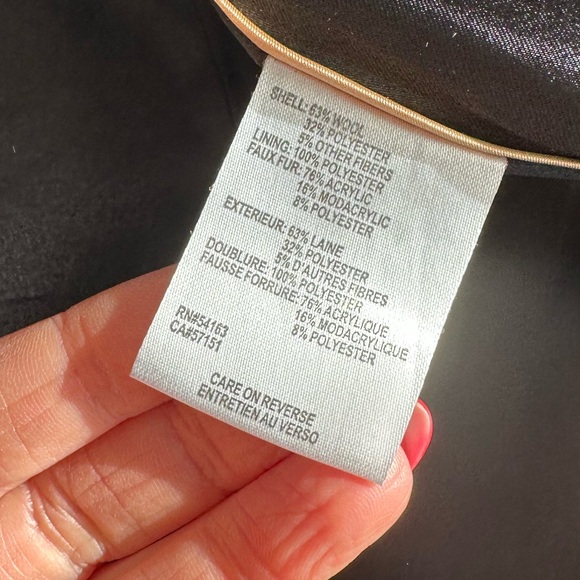 SHELL: 63% WOOL
32% POLYESTER
5% OTHER FIBERS
LINING: 100% POLYESTER
FAUX FUR: 76% ACRYLIC
16% MODACRYLIC
8% POLYESTER
EXTERIEUR: 63% LAINE
32% POLYESTER
5% D'AUTRES FIBRES
DOUBLURE: 100% POLYESTER
FAUSSE FORRURE: 76% ACRYLIQUE
16% MODACRYLIQUE
8% POLYESTER
RN#54163
CA#57151
CARE ON REVERSE
ENTRETIEN AU VERSO